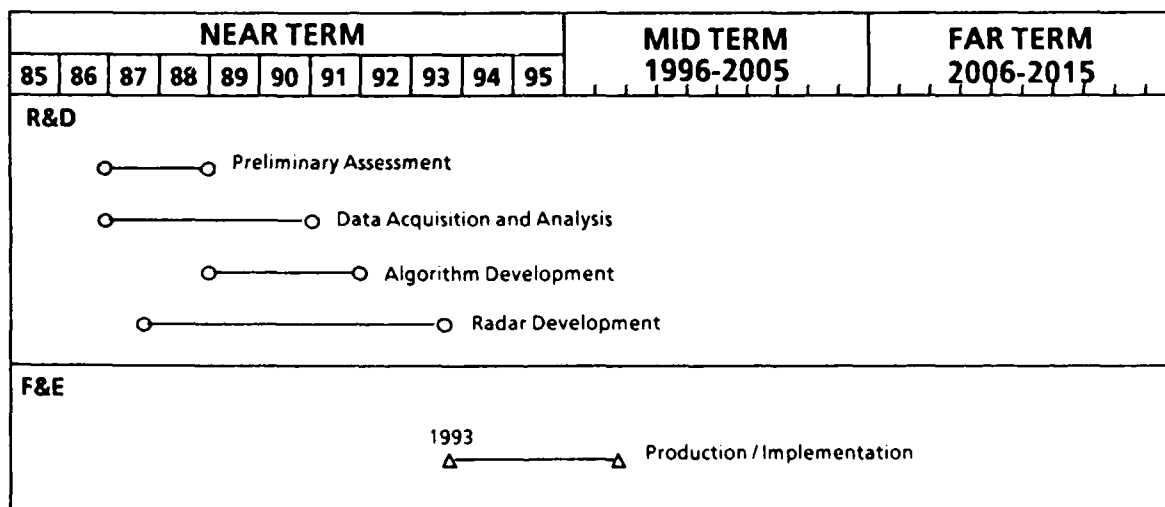 NEAR TERM
MID TERM
1996-2005
FAR TERM
2006-2015
85 86 87 88 89 90 91 92 93 94 95
R&D
Preliminary Assessment
Data Acquisition and Analysis
Algorithm Development
Radar Development
F&E
1993
Production / Implementation